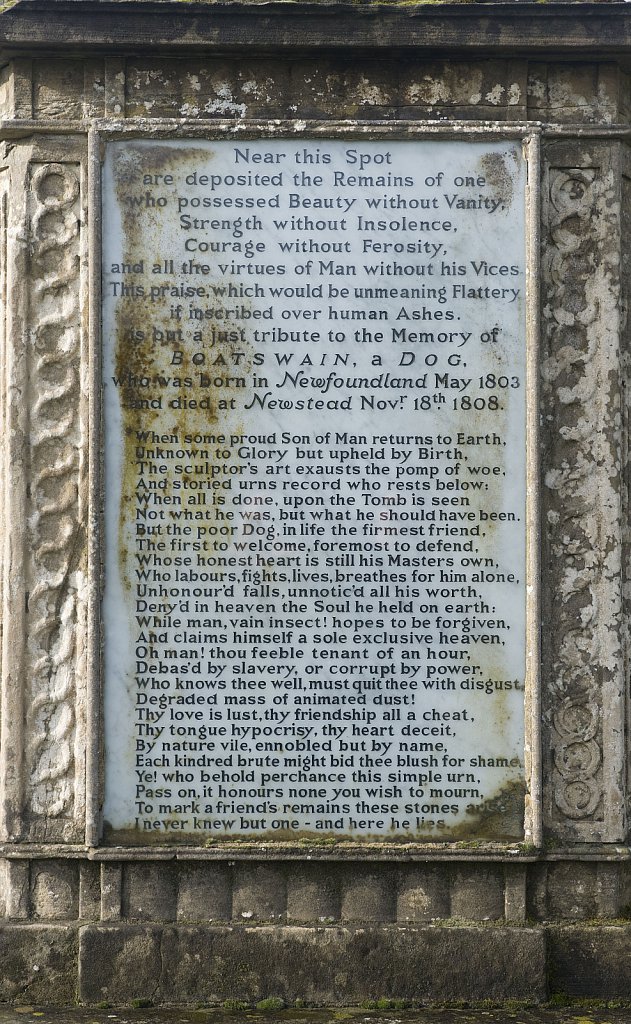 Near this Spot
are deposited the Remains of one
who possessed Beauty without Vanity,
Strength without Insolence,
Courage without Ferosity,
and all the virtues of Man without his Vices
This praise, which would be unmeaning Flattery
if inscribed over human Ashes.
is but a just tribute to the Memory of
BOATSWAIN, a DOG,
who was born in Newfoundland May 1803
and died at Newstead Novr. 18th. 1808.
When some proud Son of Man returns to Earth,
Unknown to Glory but upheld by Birth,
The sculptor's art exausts the pomp of woe,
And storied urns record who rests below:
When all is done, upon the Tomb is seen
Not what he was, but what he should have been.
But the poor Dog, in life the firmest friend,
The first to welcome, foremost to defend,
Whose honest heart is still his Masters own,
Who labours, fights, lives, breathes for him alone,
Unhonour'd falls, unnotic'd all his worth,
Deny'd in heaven the Soul he held on earth:
While man, vain insect! hopes to be forgiven,
And claims himself a sole exclusive heaven,
Oh man! thou feeble tenant of an hour,
Debas'd by slavery, or corrupt by power,
Who knows thee well, must quit thee with disgust,
Degraded mass of animated dust!
Thy love is lust, thy friendship all a cheat,
Thy tongue hypocrisy, thy heart deceit,
By nature vile, ennobled but by name,
Each kindred brute might bid thee blush for shame.
Ye! who behold perchance this simple urn,
Pass on, it honours none you wish to mourn,
To mark a friend's remains these stones arise
I never knew but one - and here he lies.